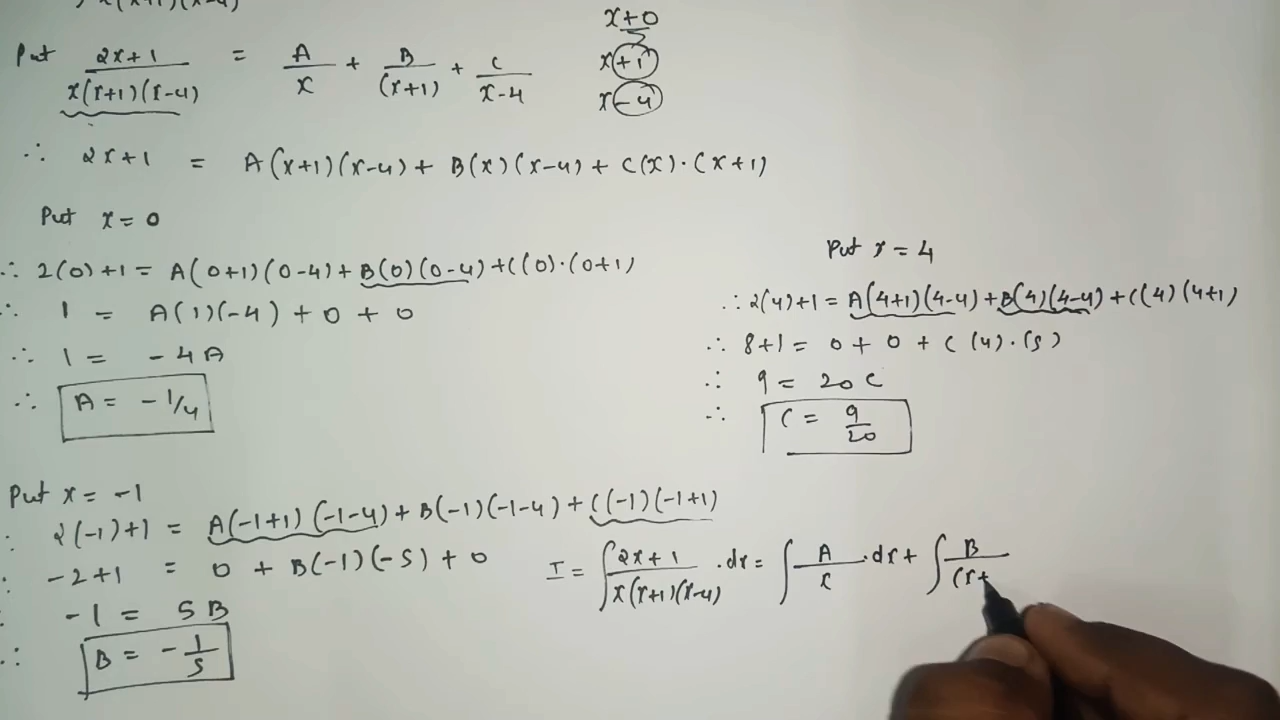 x(x+1)(x-4)
x+0
x+1
x-4
Put 2x+1 / x(x+1)(x-4) = A/x + B/(x+1) + C/x-4
∴ 2x+1 = A(x+1)(x-4) + B(x)(x-4) + C(x)·(x+1)
Put x=0
∴ 2(0)+1 = A(0+1)(0-4) + B(0)(0-4) + C(0)·(0+1)
∴ 1 = A(1)(-4) + 0 + 0
∴ 1 = -4A
∴ A = -1/4
Put x=4
∴ 2(4)+1 = A(4+1)(4-4) + B(4)(4-4) + C(4)(4+1)
∴ 8+1 = 0 + 0 + C(4)·(5)
∴ 9 = 20C
∴ C = 9/20
Put x = -1
∴ 2(-1)+1 = A(-1+1)(-1-4) + B(-1)(-1-4) + C(-1)(-1+1)
∴ -2+1 = 0 + B(-1)(-5) + 0
∴ -1 = 5B
∴ B = -1/5
I = ∫ 2x+1 / x(x+1)(x-4) ·dx = ∫ A/x ·dx + ∫ B/(x+